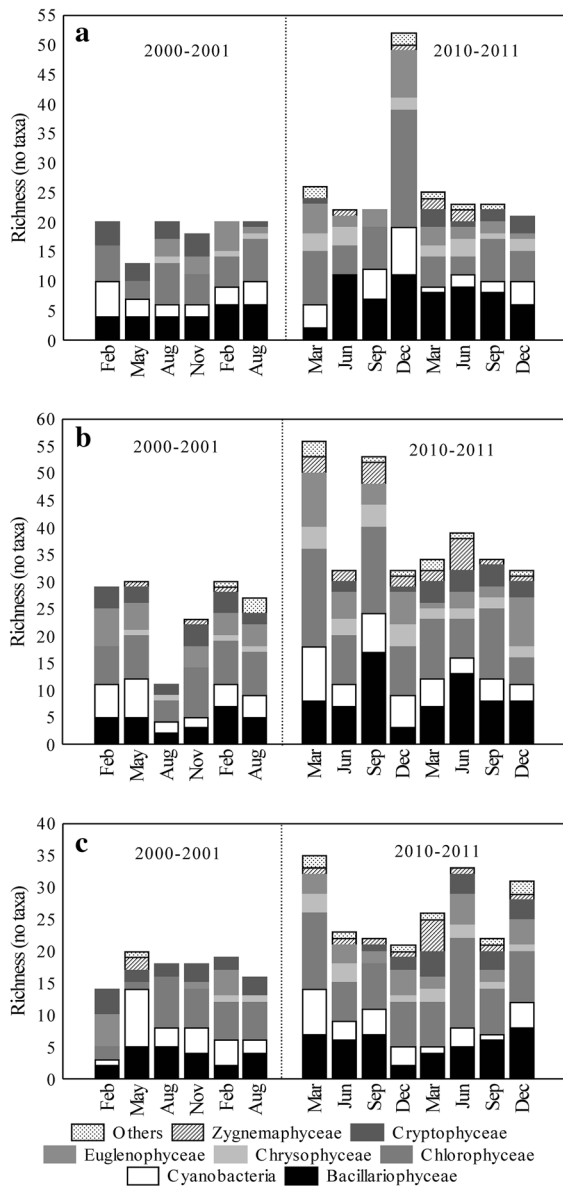 a
2000-2001
2010-2011
Richness (no taxa)
55
50
45
40
35
30
25
20
15
10
5
0
Feb
May
Aug
Nov
Feb
Aug
Mar
Jun
Sep
Dec
Mar
Jun
Sep
Dec
b
2000-2001
2010-2011
Richness (no taxa)
60
55
50
45
40
35
30
25
20
15
10
5
0
Feb
May
Aug
Nov
Feb
Aug
Mar
Jun
Sep
Dec
Mar
Jun
Sep
Dec
c
2000-2001
2010-2011
Richness (no taxa)
40
35
30
25
20
15
10
5
0
Feb
May
Aug
Nov
Feb
Aug
Mar
Jun
Sep
Dec
Mar
Jun
Sep
Dec
Others Zygnemaphyceae Cryptophyceae
Euglenophyceae Chrysophyceae Chlorophyceae
Cyanobacteria Bacillariophyceae